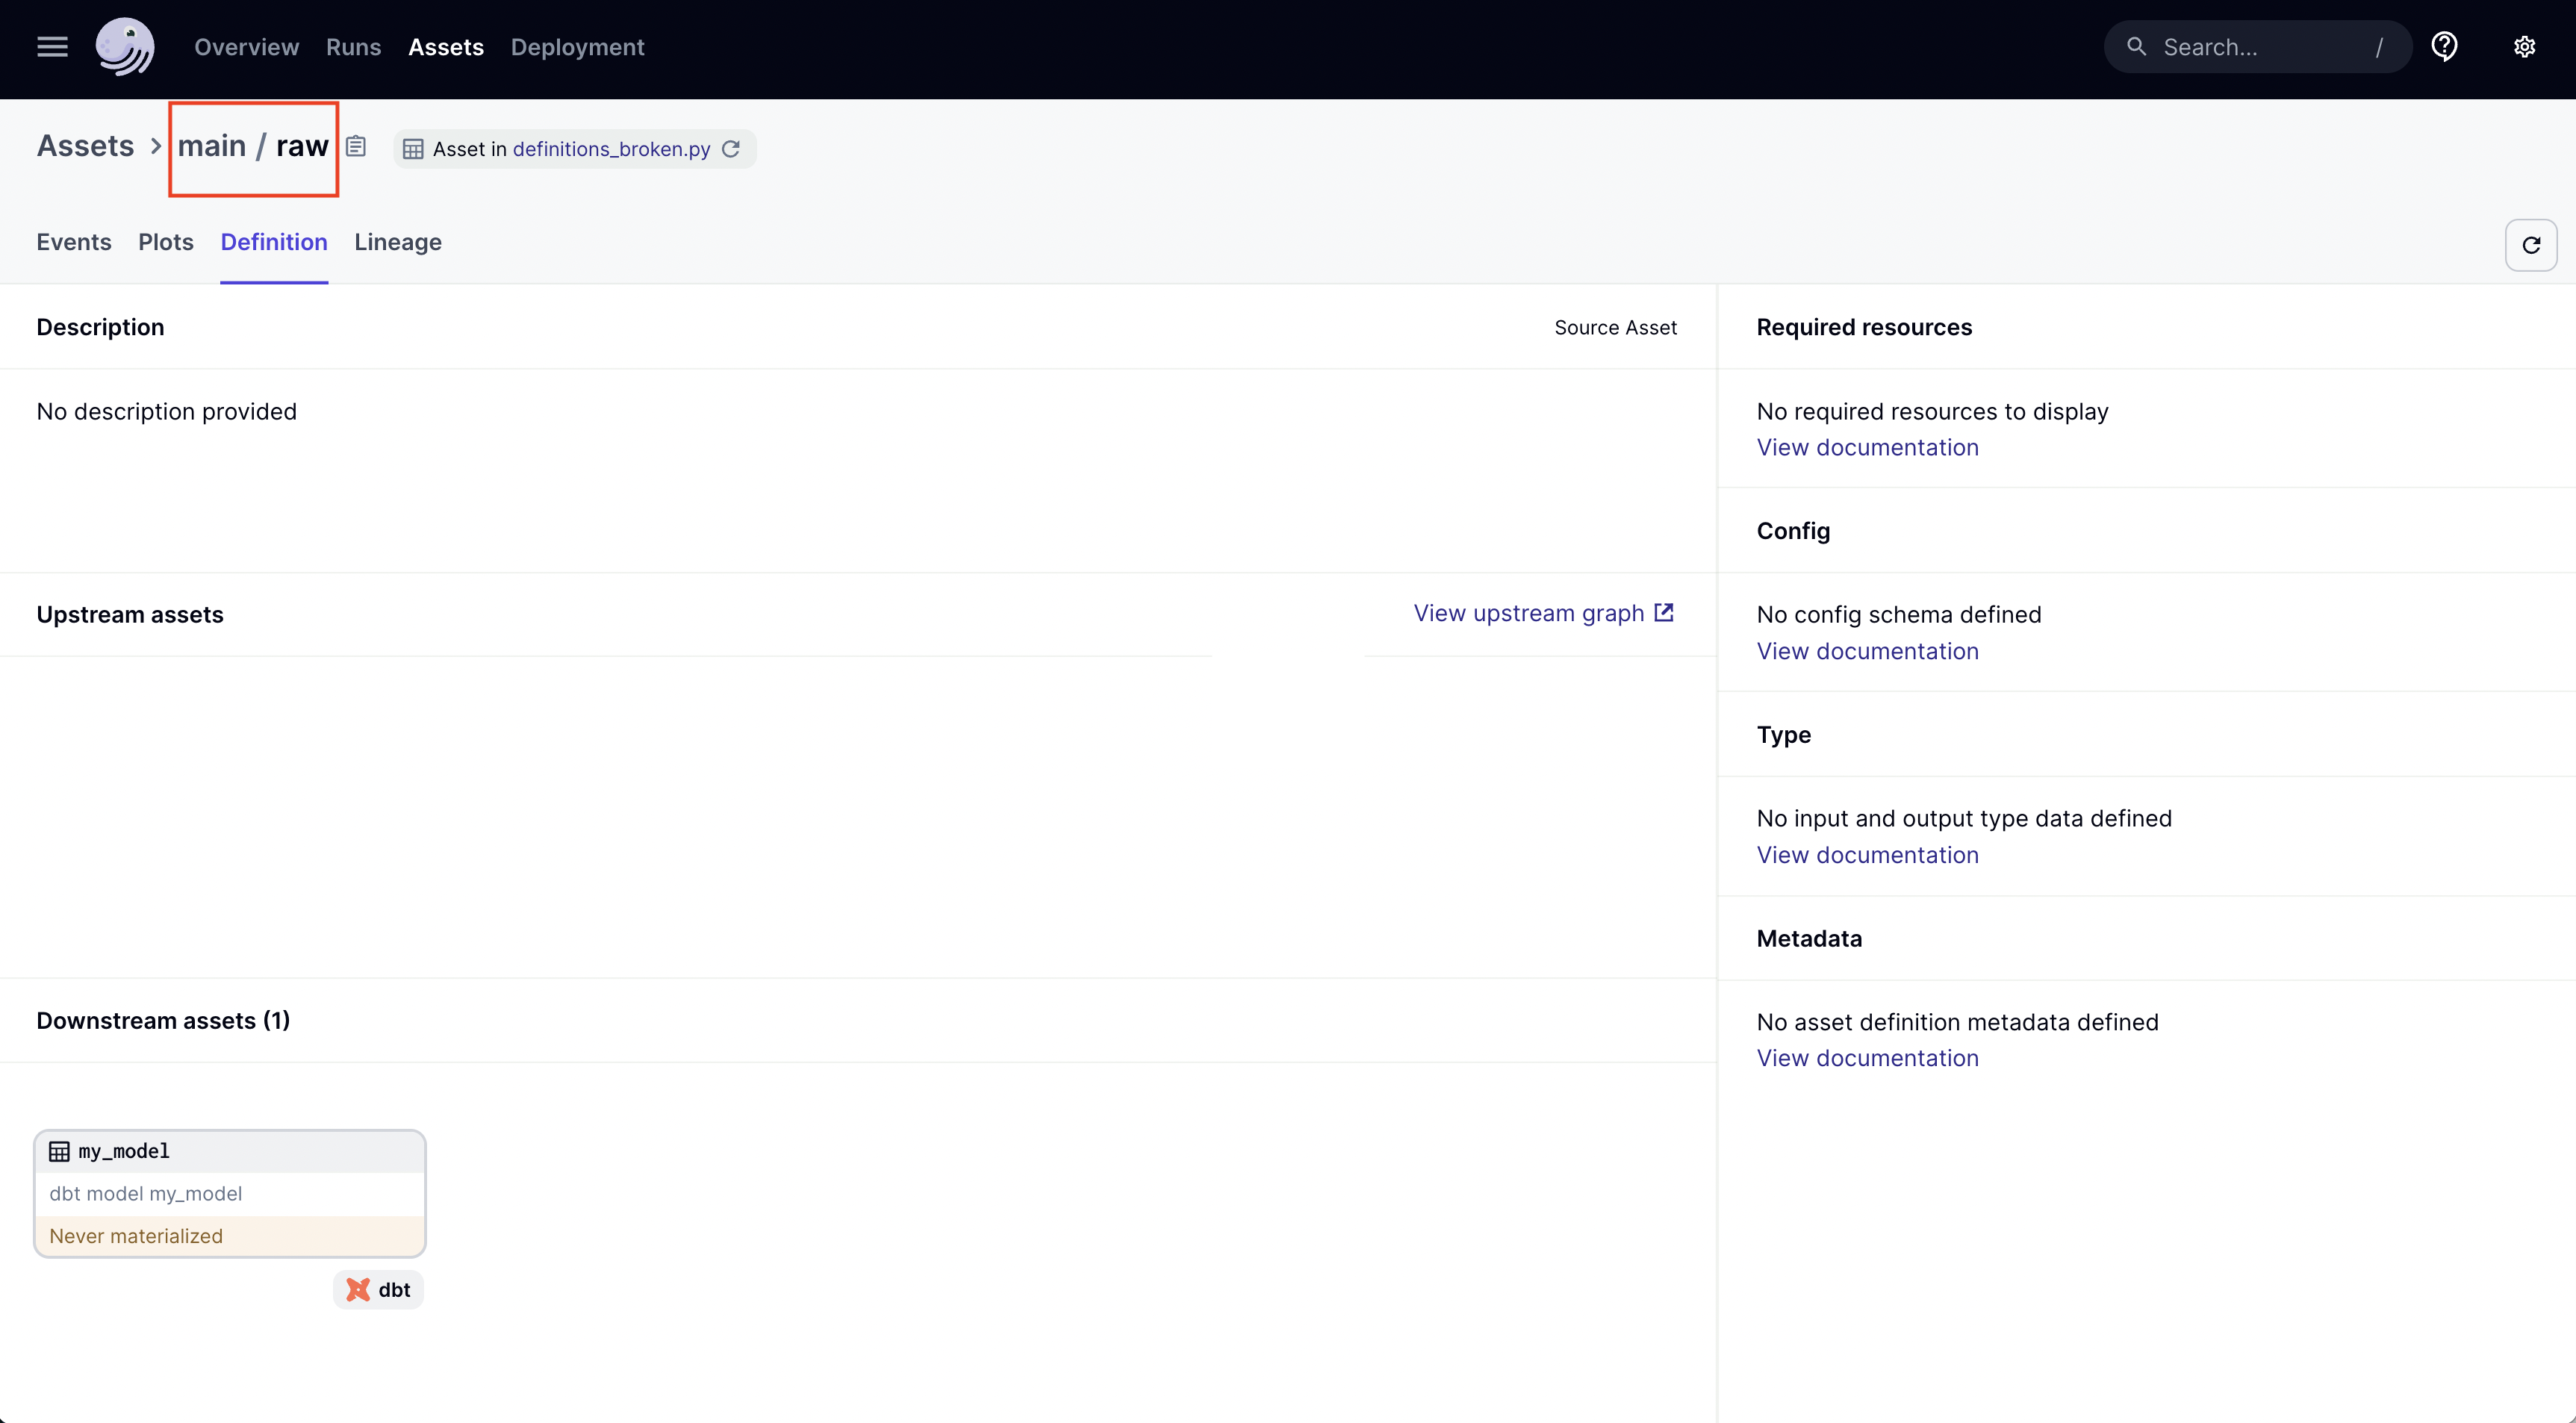 Overview Runs Assets Deployment Search... /
Assets > main / raw Asset in definitions_broken.py
Events Plots Definition Lineage
Description Source Asset
No description provided
Upstream assets View upstream graph
Downstream assets (1)
my_model
dbt model my_model
Never materialized
dbt
Required resources
No required resources to display
View documentation
Config
No config schema defined
View documentation
Type
No input and output type data defined
View documentation
Metadata
No asset definition metadata defined
View documentation